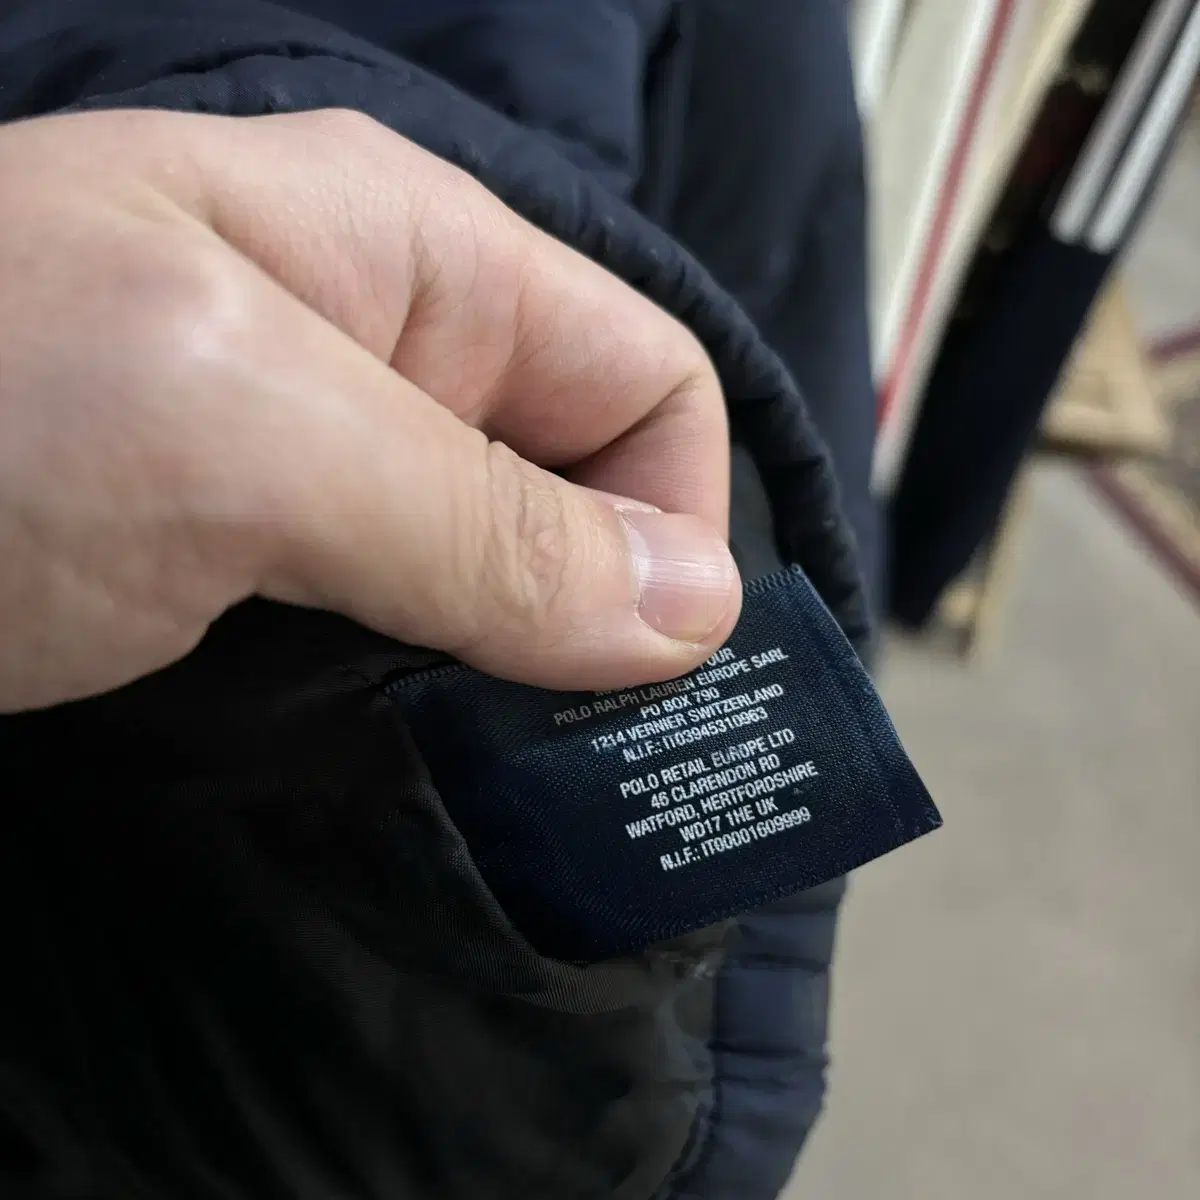 POUR
POLO RALPH LAUREN EUROPE SARL
PO BOX 790
1214 VERNIER SWITZERLAND
N.I.F.: IT03945310963
POLO RETAIL EUROPE LTD
46 CLARENDON RD
WATFORD, HERTFORDSHIRE
WD17 1HE UK
N.I.F.: IT00001609999